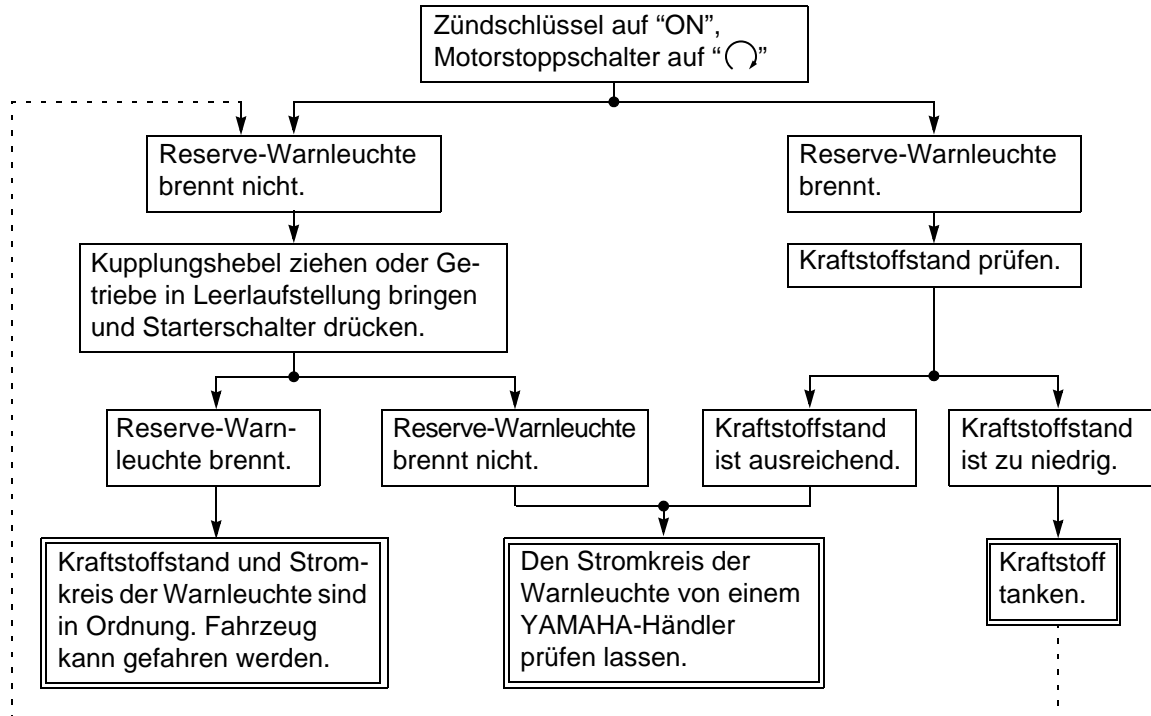 Zündschlüssel auf “ON”,
Motorstoppschalter auf “ ”
Reserve-Warnleuchte
brennt nicht.
Reserve-Warnleuchte
brennt.
Kupplungshebel ziehen oder Ge-
triebe in Leerlaufstellung bringen
und Starterschalter drücken.
Kraftstoffstand prüfen.
Reserve-Warn-
leuchte brennt.
Reserve-Warnleuchte
brennt nicht.
Kraftstoffstand
ist ausreichend.
Kraftstoffstand
ist zu niedrig.
Kraftstoffstand und Strom-
kreis der Warnleuchte sind
in Ordnung. Fahrzeug
kann gefahren werden.
Den Stromkreis der
Warnleuchte von einem
YAMAHA-Händler
prüfen lassen.
Kraftstoff
tanken.